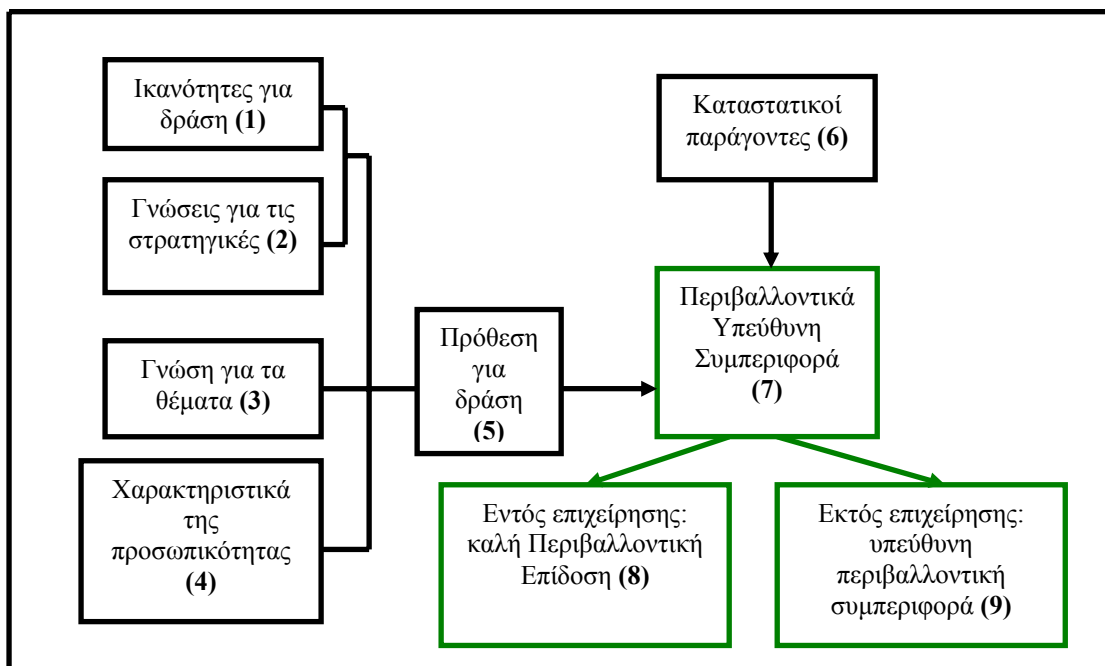 Ικανότητες για
δράση (1)
Γνώσεις για τις
στρατηγικές (2)
Γνώση για τα
θέματα (3)
Χαρακτηριστικά
της
προσωπικότητας
(4)
Πρόθεση
για
δράση
(5)
Καταστατικοί
παράγοντες (6)
Περιβαλλοντικά
Υπεύθυνη
Συμπεριφορά
(7)
Εντός επιχείρησης:
καλή Περιβαλλοντική
Επίδοση (8)
Εκτός επιχείρησης:
υπεύθυνη
περιβαλλοντική
συμπεριφορά (9)